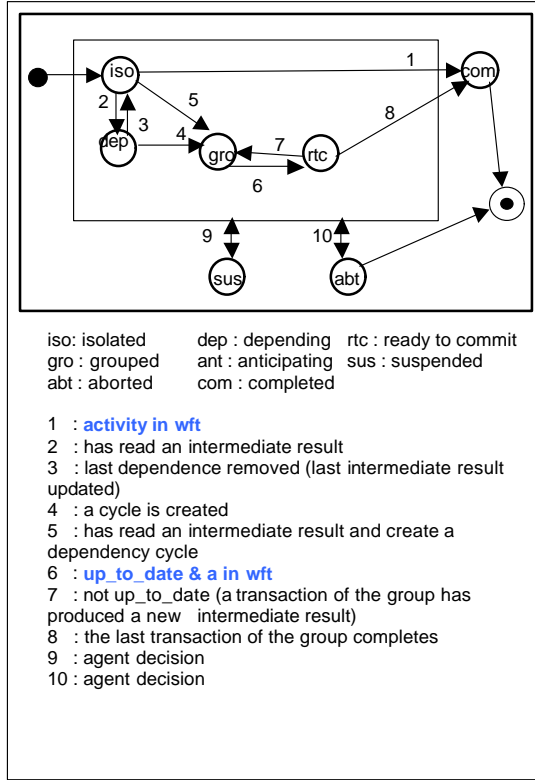 iso
1
com
2
3
5
8
dep
4
gro
7
rtc
6
9
10
sus
abt
iso: isolated dep : depending rtc : ready to commit
gro : grouped ant : anticipating sus : suspended
abt : aborted com : completed
1 : activity in wft
2 : has read an intermediate result
3 : last dependence removed (last intermediate result
updated)
4 : a cycle is created
5 : has read an intermediate result and create a
dependency cycle
6 : up_to_date & a in wft
7 : not up_to_date (a transaction of the group has
produced a new intermediate result)
8 : the last transaction of the group completes
9 : agent decision
10 : agent decision